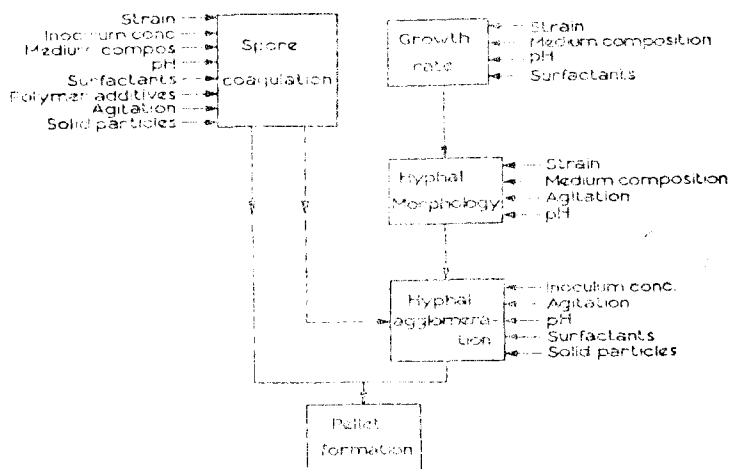 Strain
Inoculum conc
Medium compos
pH
Surfactants
Polymer additives
Agitation
Solid particles
Spore
coagulation
Growth
rate
Strain
Medium composition
pH
Surfactants
Hyphal
Morphology
Strain
Medium composition
Agitation
pH
Hyphal
agglomera-
tion
Inoculum conc.
Agitation
pH
Surfactants
Solid particles
Pellet
formation